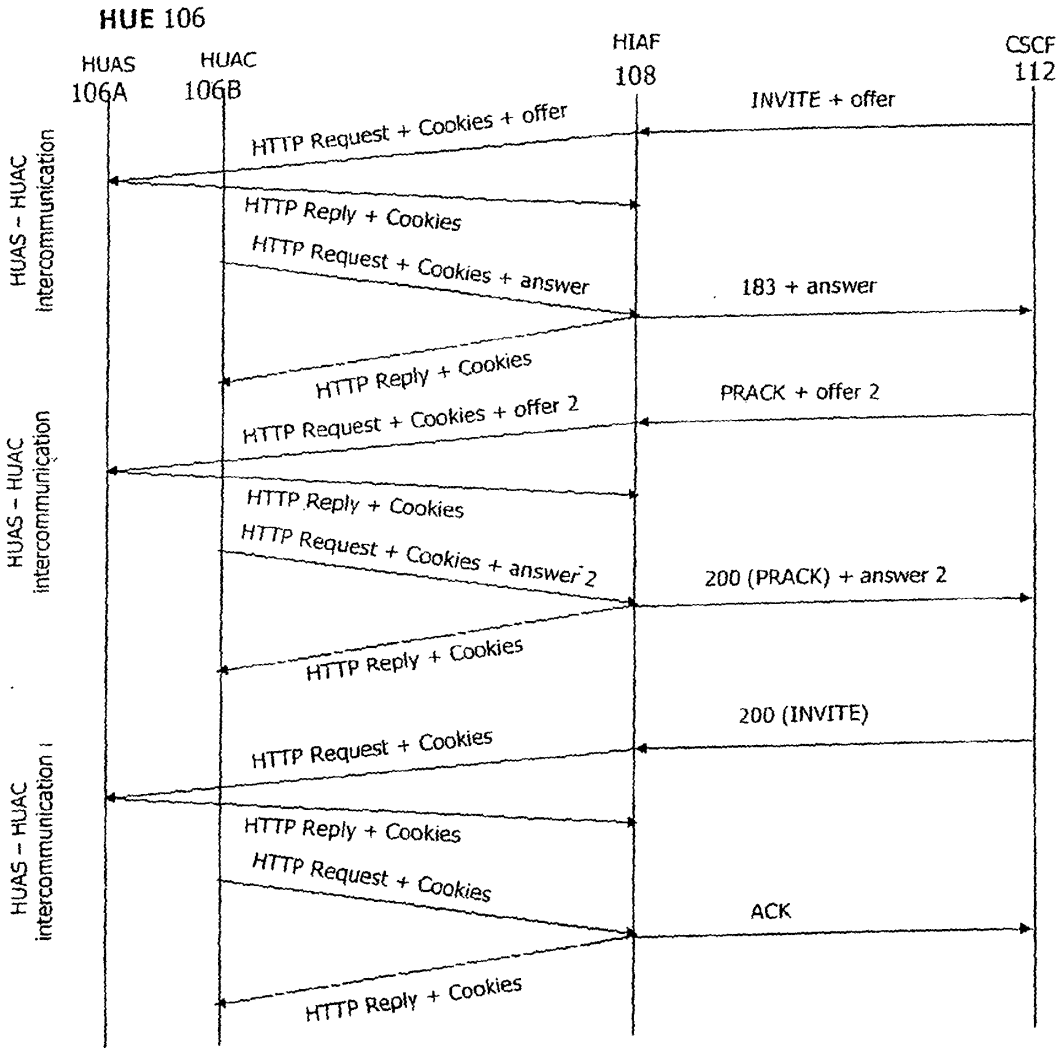 HUE 106
HUAS
106A
HUAC
106B
HIAF
108
CSCF
112
HUAS – HUAC
intercommunication
INVITE + offer
HTTP Request + Cookies + offer
HTTP Reply + Cookies
HTTP Request + Cookies + answer
183 + answer
HTTP Reply + Cookies
HUAS – HUAC
intercommunication
PRACK + offer 2
HTTP Request + Cookies + offer 2
HTTP Reply + Cookies
HTTP Request + Cookies + answer 2
200 (PRACK) + answer 2
HTTP Reply + Cookies
HUAS – HUAC
intercommunication
200 (INVITE)
HTTP Request + Cookies
HTTP Reply + Cookies
HTTP Request + Cookies
ACK
HTTP Reply + Cookies